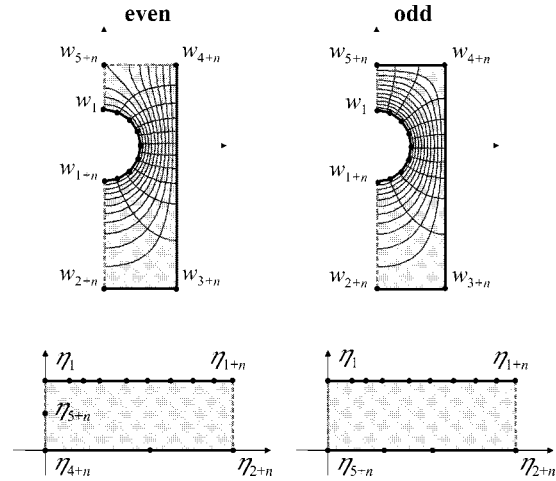 even odd
w5+n w4+n w5+n w4+n
w1 w1
w1+n w1+n
w2+n w3+n w2+n w3+n
η1 η1+n η1 η1+n
η5+n
η4+n η2+n η5+n η2+n